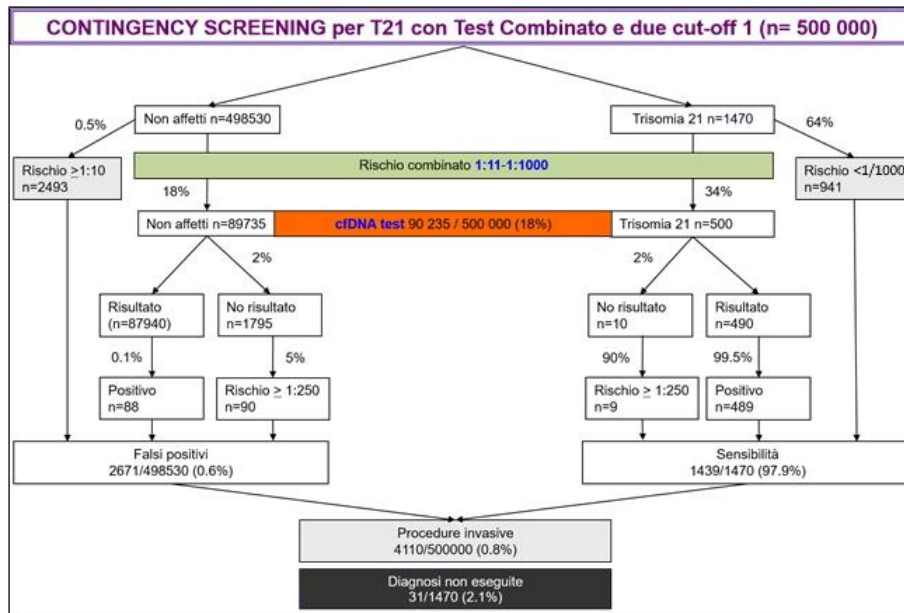 CONTINGENCY SCREENING per T21 con Test Combinato e due cut-off 1 (n= 500 000)
0.5%
Non affetti n=498530
Trisomia 21 n=1470
64%
Rischio ≥1:10
n=2493
Rischio combinato 1:11-1:1000
Rischio <1/1000
n=941
18%
34%
Non affetti n=89735
cfDNA test 90 235 / 500 000 (18%)
Trisomia 21 n=500
2%
2%
Risultato
(n=87940)
No risultato
n=1795
No risultato
n=10
Risultato
n=490
0.1%
5%
90%
99.5%
Positivo
n=88
Rischio ≥ 1:250
n=90
Rischio ≥ 1:250
n=9
Positivo
n=489
Falsi positivi
2671/498530 (0.6%)
Sensibilità
1439/1470 (97.9%)
Procedure invasive
4110/500000 (0.8%)
Diagnosi non eseguite
31/1470 (2.1%)